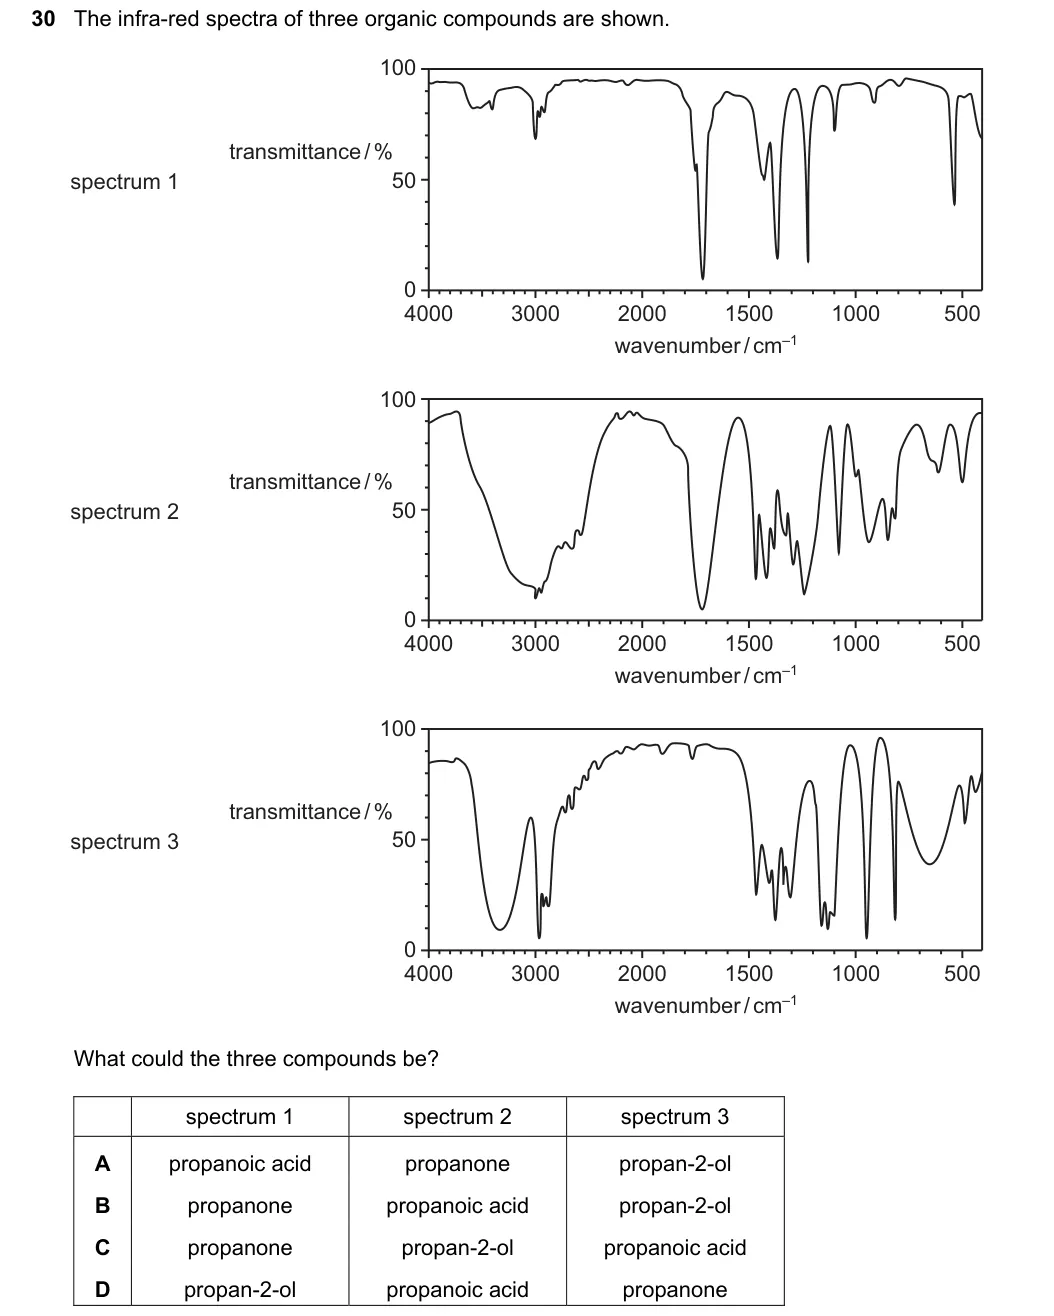 30 The infra-red spectra of three organic compounds are shown.
100
transmittance / %
spectrum 1
50
0
4000 3000 2000 1500 1000 500
wavenumber / cm–1
100
transmittance / %
spectrum 2
50
0
4000 3000 2000 1500 1000 500
wavenumber / cm–1
100
transmittance / %
spectrum 3
50
0
4000 3000 2000 1500 1000 500
wavenumber / cm–1
What could the three compounds be?
spectrum 1 spectrum 2 spectrum 3
A propanoic acid propanone propan-2-ol
B propanone propanoic acid propan-2-ol
C propanone propan-2-ol propanoic acid
D propan-2-ol propanoic acid propanone